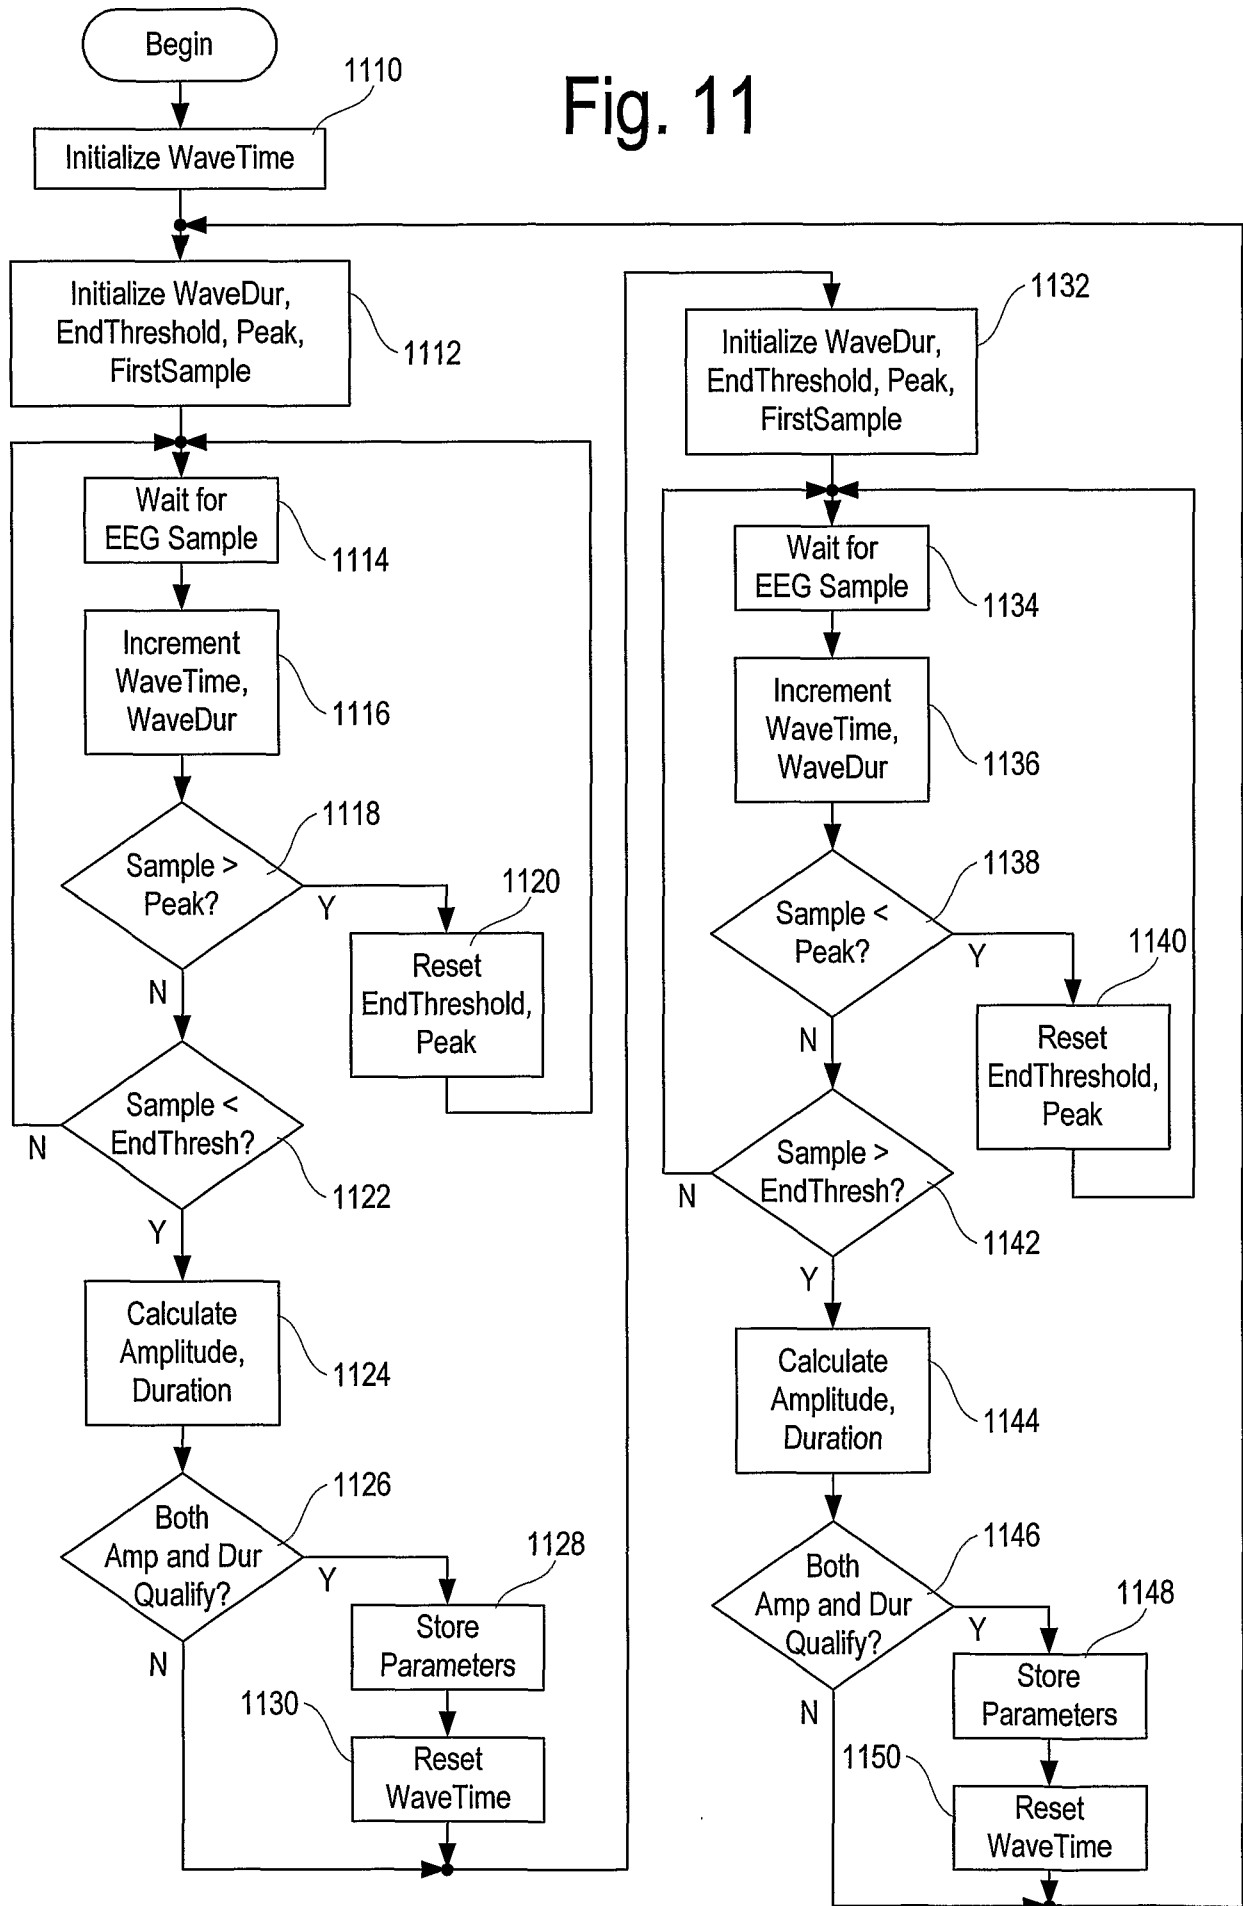 Begin
1110
Fig. 11
Initialize WaveTime
Initialize WaveDur,
EndThreshold, Peak,
FirstSample
1112
Wait for
EEG Sample
1114
Increment
WaveTime,
WaveDur
1116
1118
Sample >
Peak?
Y
N
1120
Reset
EndThreshold,
Peak
Sample <
EndThresh?
N
1122
Y
Calculate
Amplitude,
Duration
1124
1126
Both
Amp and Dur
Qualify?
Y
N
1128
Store
Parameters
1130
Reset
WaveTime
1132
Initialize WaveDur,
EndThreshold, Peak,
FirstSample
Wait for
EEG Sample
1134
Increment
WaveTime,
WaveDur
1136
1138
Sample <
Peak?
Y
N
1140
Reset
EndThreshold,
Peak
Sample >
EndThresh?
N
1142
Y
Calculate
Amplitude,
Duration
1144
1146
Both
Amp and Dur
Qualify?
Y
N
1148
Store
Parameters
1150
Reset
WaveTime